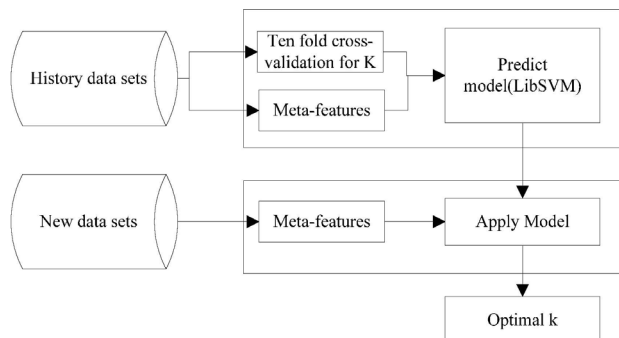 Ten fold cross-
validation for K
History data sets
Predict
model(LibSVM)
Meta-features
New data sets
Meta-features
Apply Model
Optimal k